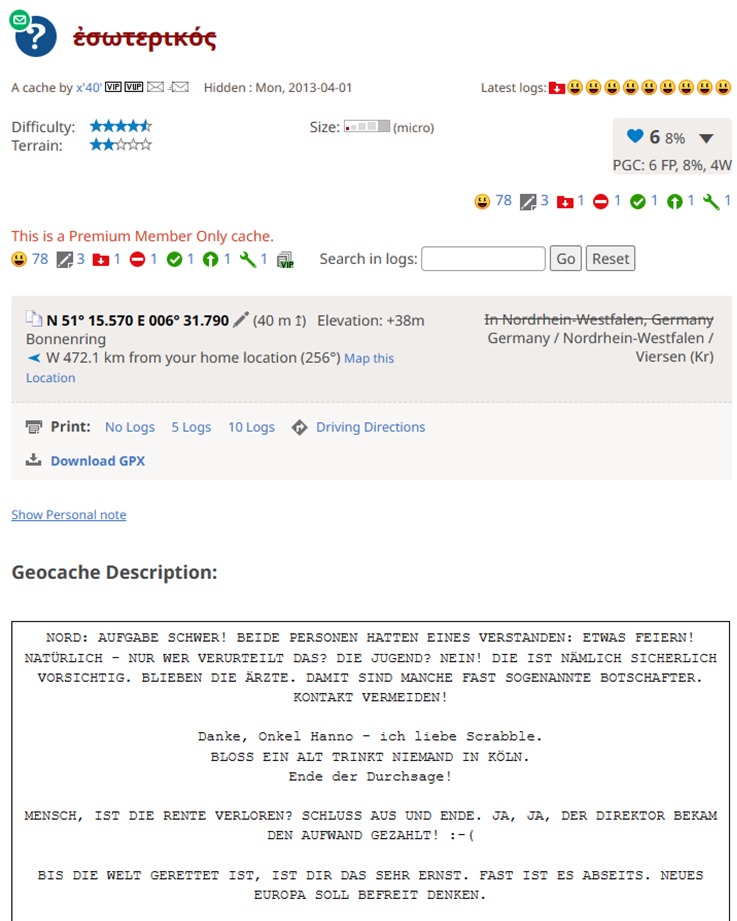 ἐσωτερικός
A cache by x'40' VIP VUP Hidden : Mon, 2013-04-01 Latest logs:
Difficulty: Size: (micro) 6 8%
Terrain: PGC: 6 FP, 8%, 4W
78 3 1 1 1 1 1
This is a Premium Member Only cache.
78 3 1 1 1 1 1 VIP Search in logs: Go Reset
N 51° 15.570 E 006° 31.790 (40 m ↥) Elevation: +38m In Nordrhein-Westfalen, Germany
Bonnenring Germany / Nordrhein-Westfalen /
W 472.1 km from your home location (256°) Map this Viersen (Kr)
Location
Print: No Logs 5 Logs 10 Logs Driving Directions
Download GPX
Show Personal note
Geocache Description:
NORD: AUFGABE SCHWER! BEIDE PERSONEN HATTEN EINES VERSTANDEN: ETWAS FEIERN!
NATÜRLICH - NUR WER VERURTEILT DAS? DIE JUGEND? NEIN! DIE IST NÄMLICH SICHERLICH
VORSICHTIG. BLIEBEN DIE ÄRZTE. DAMIT SIND MANCHE FAST SOGENANNTE BOTSCHAFTER.
KONTAKT VERMEIDEN!
Danke, Onkel Hanno - ich liebe Scrabble.
BLOSS EIN ALT TRINKT NIEMAND IN KÖLN.
Ende der Durchsage!
MENSCH, IST DIE RENTE VERLOREN? SCHLUSS AUS UND ENDE. JA, JA, DER DIREKTOR BEKAM
DEN AUFWAND GEZAHLT! :-(
BIS DIE WELT GERETTET IST, IST DIR DAS SEHR ERNST. FAST IST ES ABSEITS. NEUES
EUROPA SOLL BEFREIT DENKEN.